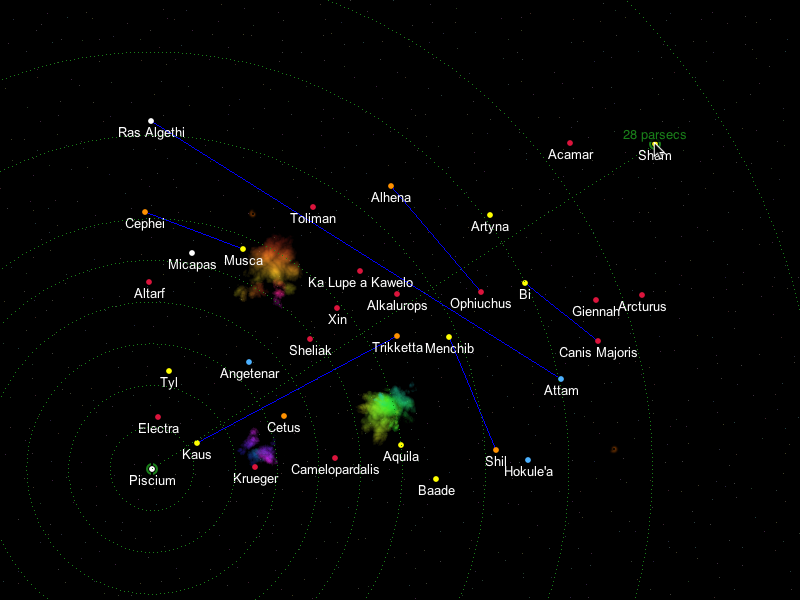 Ras Algethi
28 parsecs
Acamar
Sham
Alhena
Cephei
Toliman
Artyna
Micapas
Musca
Ka Lupe a Kawelo
Altarf
Alkalurops
Ophiuchus
Bi
Giennah
Arcturus
Xin
Sheliak
Trikketta
Menchib
Canis Majoris
Tyl
Angetenar
Attam
Electra
Cetus
Kaus
Aquila
Shil
Piscium
Krueger
Camelopardalis
Hokule'a
Baade